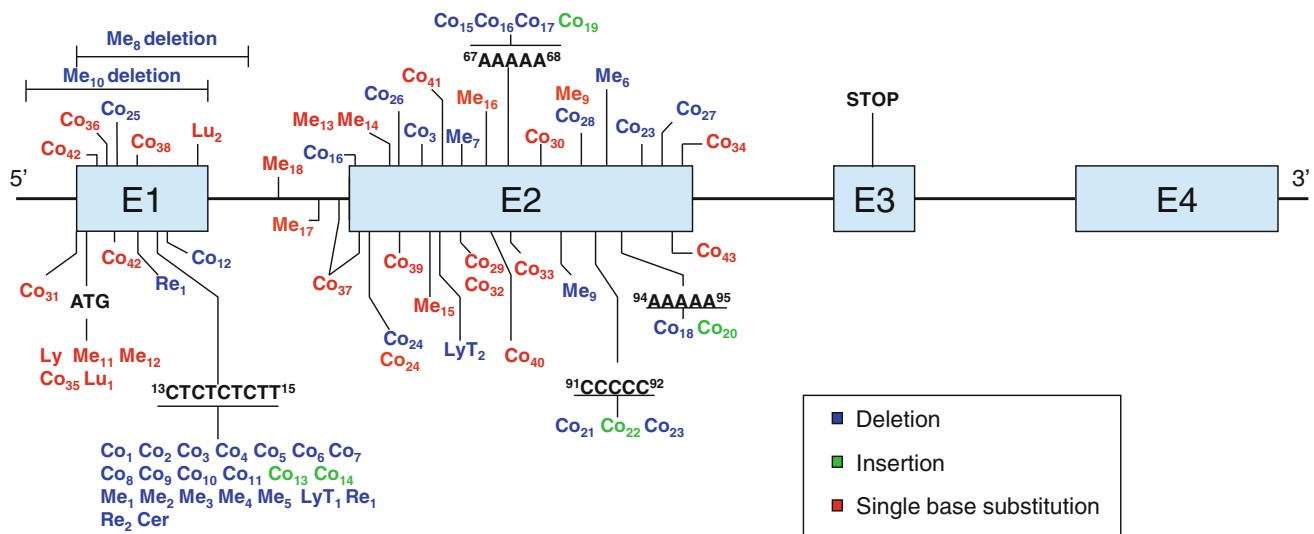 Co15Co16Co17 Co19
67AAAAA68
Me8 deletion
Me10 deletion
Co36 Co25
Co42 Co38 Lu2
Me18
Me13 Me14
Co16
Co26
Co3
Co41
Me7
Me16
Co30
Me9
Co28
Me6
Co23
Co27
Co34
STOP
5’ E1 E2 E3 E4 3’
Me17
Co31
ATG
Co42
Re1
Co12
Co37
Co39
Me15
Co29
Co32
Co33
Me9
Co43
94AAAAA95
Co18 Co20
Ly Me11 Me12
Co35 Lu1
Co24
Co24
LyT2
Co40
13CTCTCTCTT15
91CCCCC92
Co21 Co22 Co23
Co1 Co2 Co3 Co4 Co5 Co6 Co7
Co8 Co9 Co10 Co11 Co13 Co14
Me1 Me2 Me3 Me4 Me5 LyT1 Re1
Re2 Cer
Deletion
Insertion
Single base substitution